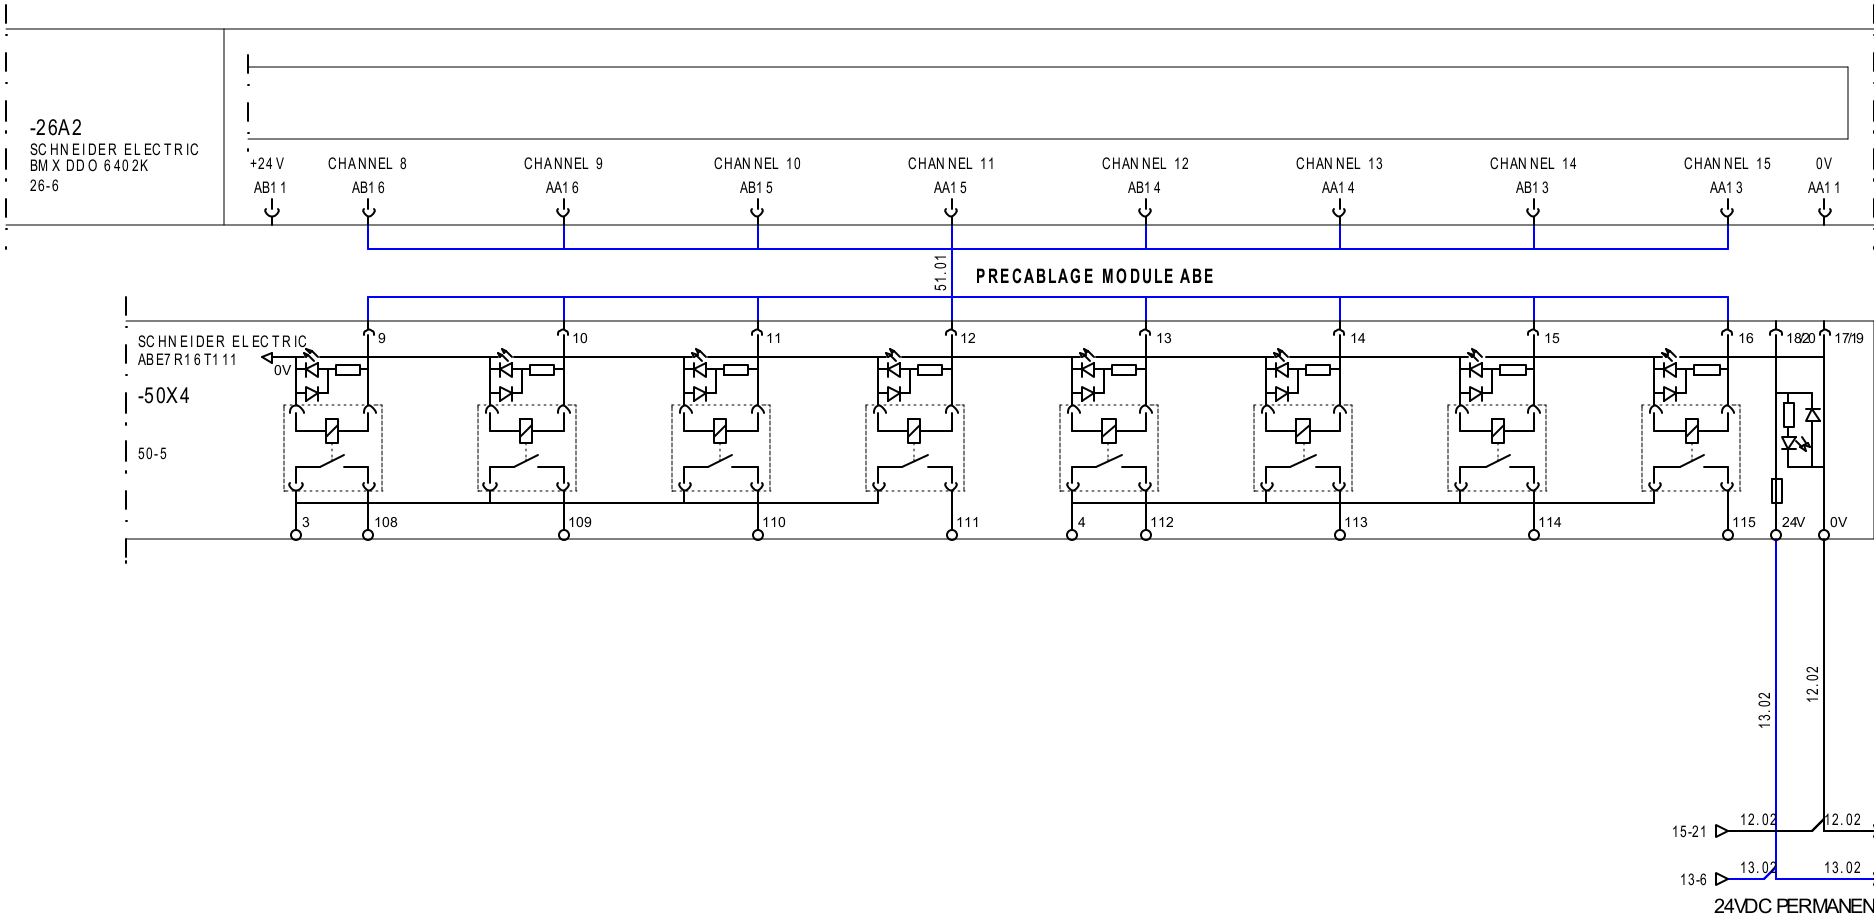 -26A2
SCHNEIDER ELECTRIC
BMX DDO 6402K
26-6
+24V CHANNEL 8 CHANNEL 9 CHANNEL 10 CHANNEL 11 CHANNEL 12 CHANNEL 13 CHANNEL 14 CHANNEL 15 0V
AB11 AB16 AA16 AB15 AA15 AB14 AA14 AB13 AA13 AA11
51.01
PRECABLAGE MODULE ABE
SCHNEIDER ELECTRIC
ABE7R16T111
-50X4
50-5
9 10 11 12 13 14 15 16 18/20 17/19
0V
3 108 109 110 111 4 112 113 114 115 24V 0V
13.02
12.02
15-21 12.02 12.02
13-6 13.02 13.02
24VDC PERMANEN